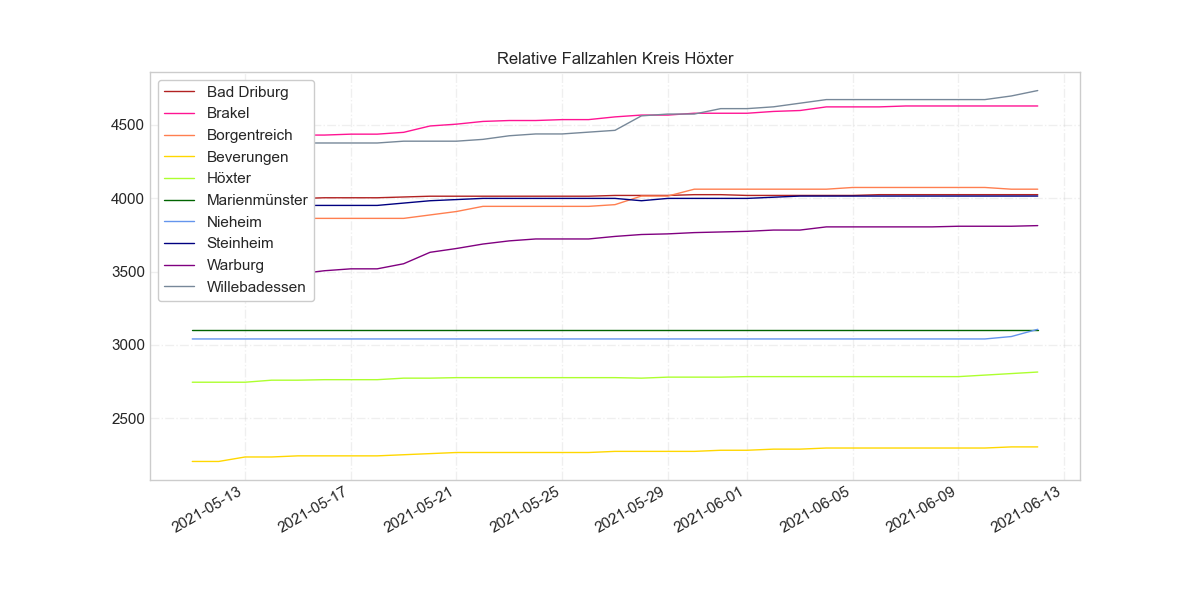 Relative Fallzahlen Kreis Höxter
Bad Driburg
Brakel
Borgentreich
Beverungen
Höxter
Marienmünster
Nieheim
Steinheim
Warburg
Willebadessen
4500
4000
3500
3000
2500
2021-05-13
2021-05-17
2021-05-21
2021-05-25
2021-05-29
2021-06-01
2021-06-05
2021-06-09
2021-06-13